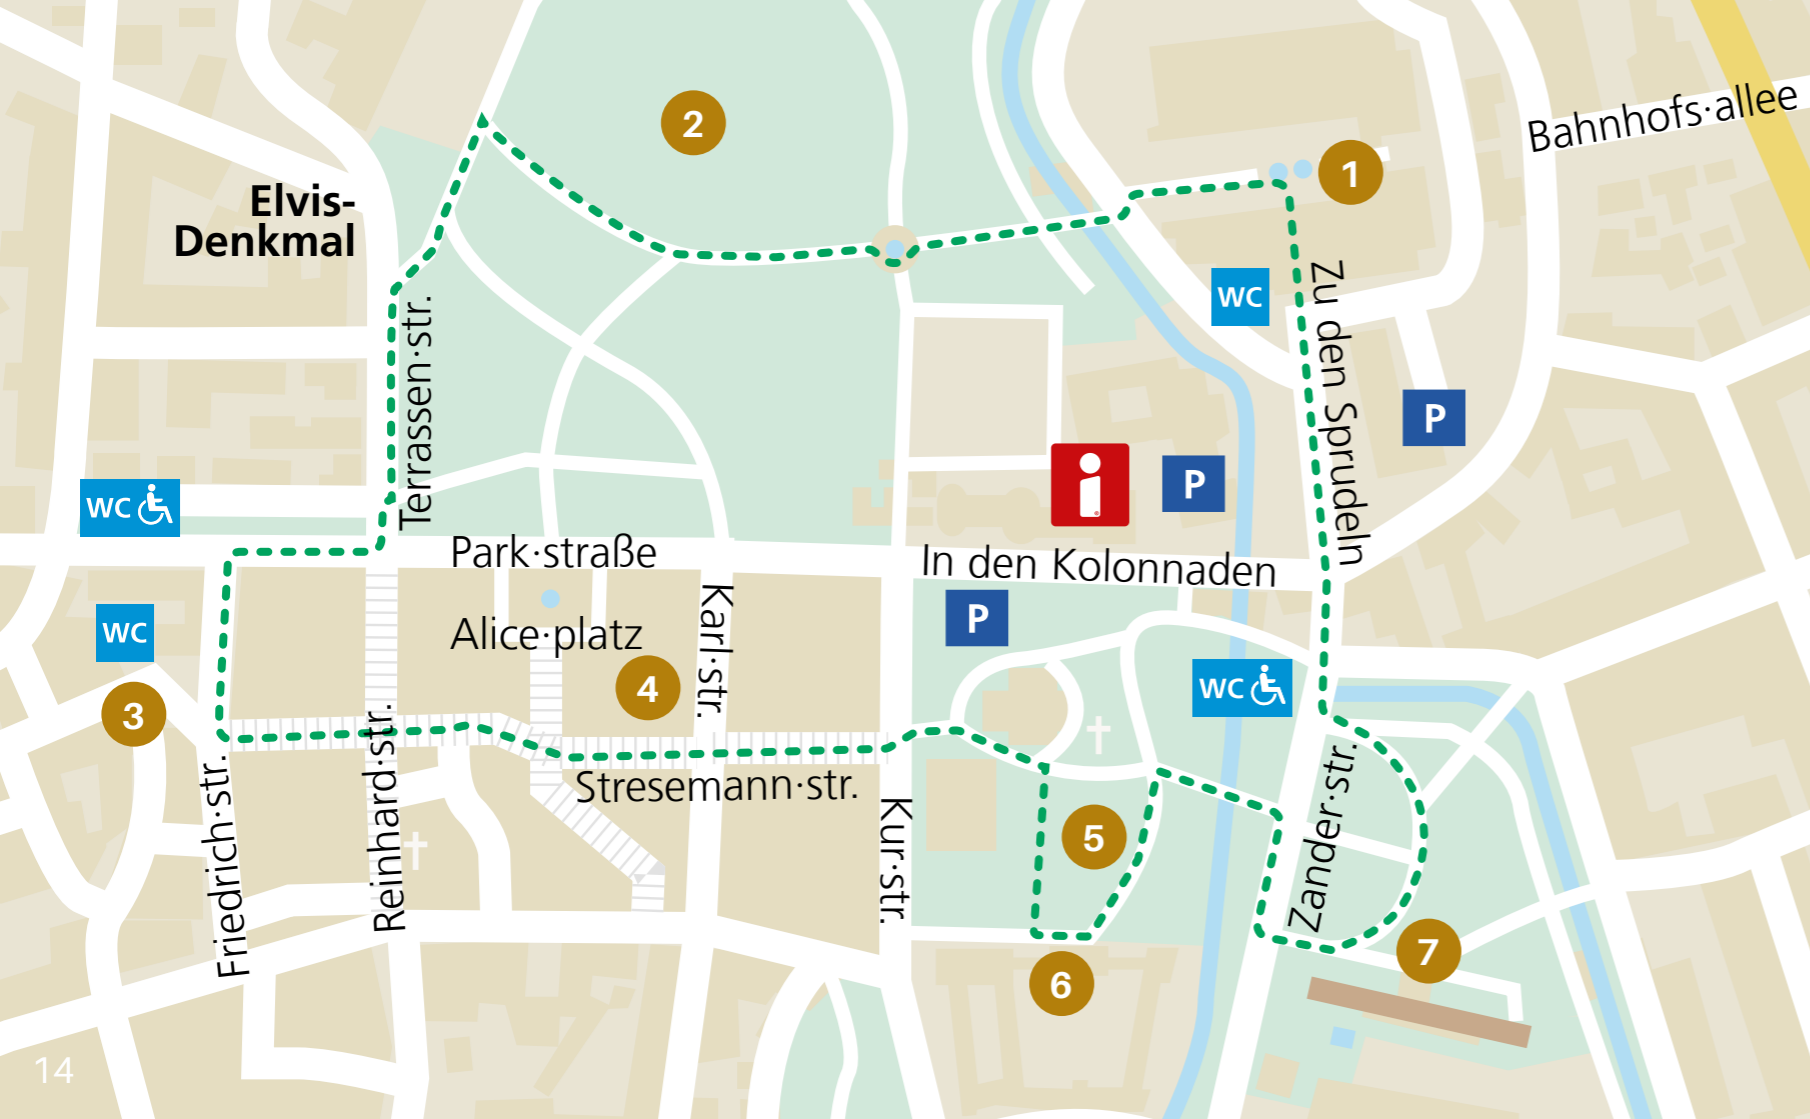 2
1
Bahnhofs·allee
Elvis-
Denkmal
WC
Zu den Sprudeln
Terrassen·str.
P
P
WC
Park·straße
In den Kolonnaden
P
WC
Alice·platz
Karl·str.
4
WC
3
Reinhard·str.
Stresemann·str.
Friedrich·str.
Kur·str.
5
Zander·str.
6
7
14